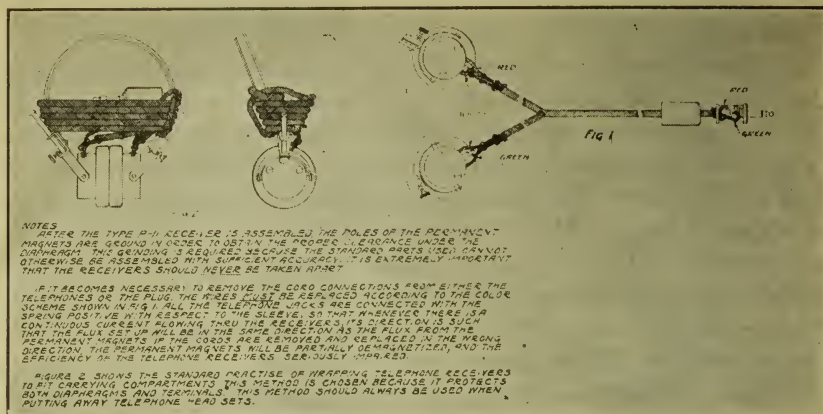 RED
RED
FIG 1
GREEN
GREEN
NOTES
AFTER THE TYPE P-11 RECEIVER IS ASSEMBLED THE POLES OF THE PERMANENT
MAGNETS ARE GROUND IN ORDER TO OBTAIN THE PROPER CLEARANCE UNDER THE
DIAPHRAGM. THIS GRINDING IS REQUIRED BECAUSE THE STANDARD PARTS USED CANNOT
OTHERWISE BE ASSEMBLED WITH SUFFICIENT ACCURACY. IT IS EXTREMELY IMPORTANT
THAT THE RECEIVERS SHOULD NEVER BE TAKEN APART
IF IT BECOMES NECESSARY TO REMOVE THE CORD CONNECTIONS FROM EITHER THE
TELEPHONES OR THE PLUG, THE WIRES MUST BE REPLACED ACCORDING TO THE COLOR
SCHEME SHOWN IN FIG 1. ALL THE TELEPHONE JACKS ARE CONNECTED WITH THE
SPRING POSITIVE WITH RESPECT TO THE SLEEVE, SO THAT WHENEVER THERE IS A
CONTINUOUS CURRENT FLOWING THRU THE RECEIVERS, ITS DIRECTION IS SUCH
THAT THE FLUX SET UP WILL BE IN THE SAME DIRECTION AS THE FLUX FROM THE
PERMANENT MAGNETS. IF THE CORDS ARE REMOVED AND REPLACED IN THE WRONG
DIRECTION, THE PERMANENT MAGNETS WILL BE PARTIALLY DEMAGNETIZED, AND THE
EFFICIENCY OF THE TELEPHONE RECEIVERS SERIOUSLY IMPAIRED.
FIGURE 2 SHOWS THE STANDARD PRACTISE OF WRAPPING TELEPHONE RECEIVERS
TO FIT CARRYING COMPARTMENTS THIS METHOD IS CHOSEN BECAUSE IT PROTECTS
BOTH DIAPHRAGMS AND TERMINALS. THIS METHOD SHOULD ALWAYS BE USED WHEN
PUTTING AWAY TELEPHONE HEAD SETS.